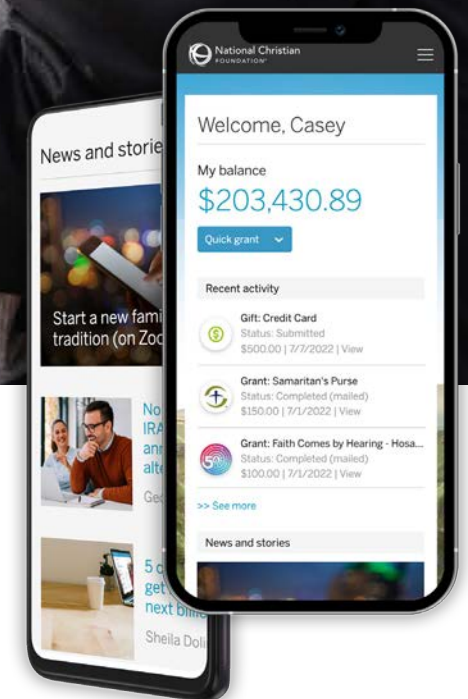 National Christian
FOUNDATION
Welcome, Casey
My balance
$203,430.89
Quick grant
Recent activity
Gift: Credit Card
Status: Submitted
$500.00 | 7/7/2022 | View
Grant: Samaritan's Purse
Status: Completed (mailed)
$150.00 | 7/1/2022 | View
Grant: Faith Comes by Hearing - Hosa...
Status: Completed (mailed)
$100.00 | 7/1/2022 | View
>> See more
News and stories
News and storie
Start a new fami
tradition (on Zoo
No
IRA
ann
alte
Geo
5
get
next
Sheila Doli